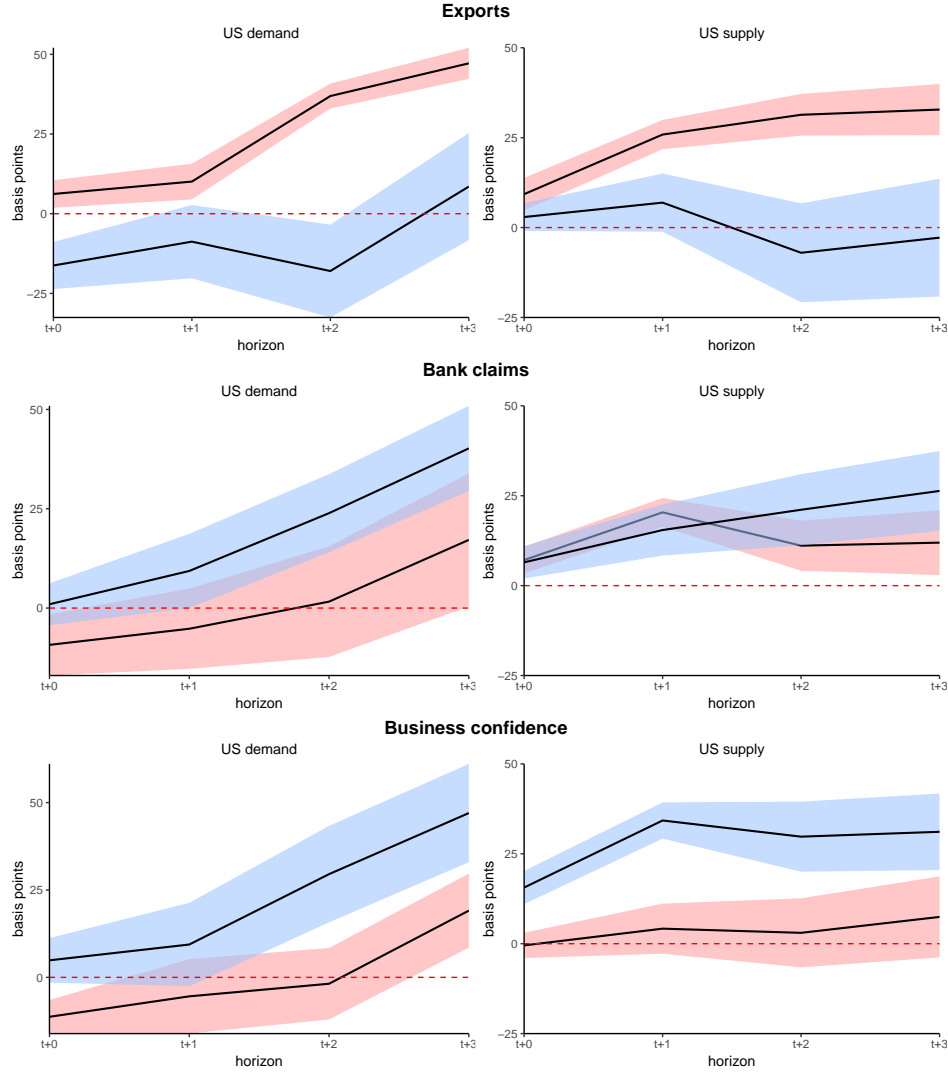 Exports
US demand
US supply
basis points
50
25
0
−25
t+0
t+1
t+2
t+3
horizon
basis points
50
25
0
−25
t+0
t+1
t+2
t+3
horizon
Bank claims
US demand
US supply
basis points
50
25
0
t+0
t+1
t+2
t+3
horizon
basis points
50
25
0
−25
t+0
t+1
t+2
t+3
horizon
Business confidence
US demand
US supply
basis points
50
25
0
t+0
t+1
t+2
t+3
horizon
basis points
50
25
0
−25
t+0
t+1
t+2
t+3
horizon